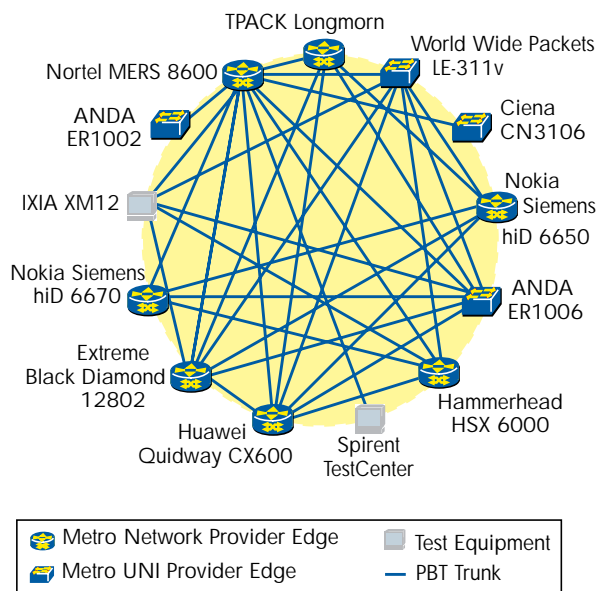 TPACK Longmorn
World Wide Packets
LE-311v
Nortel MERS 8600
ANDA
ER1002
Ciena
CN3106
IXIA XM12
Nokia
Siemens
hiD 6650
Nokia Siemens
hiD 6670
ANDA
ER1006
Extreme
Black Diamond
12802
Hammerhead
HSX 6000
Huawei
Quidway CX600
Spirent
TestCenter
Metro Network Provider Edge
Test Equipment
Metro UNI Provider Edge
PBT Trunk